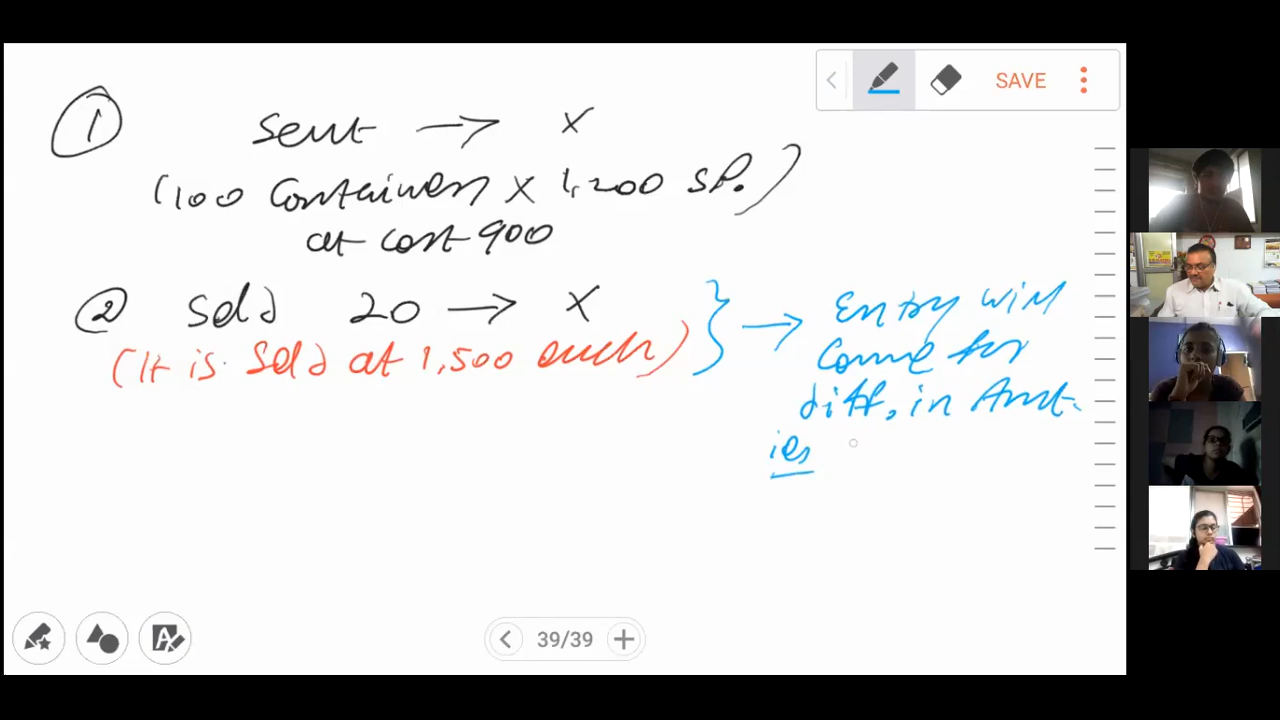 SAVE
1 Sent → X
(100 Containers X 1,200 SP.)
at cost 900
2 Sold 20 → X
(It is Sold at 1,500 each)
→ Entry will
Come for
diff, in Amt.
ies
39/39